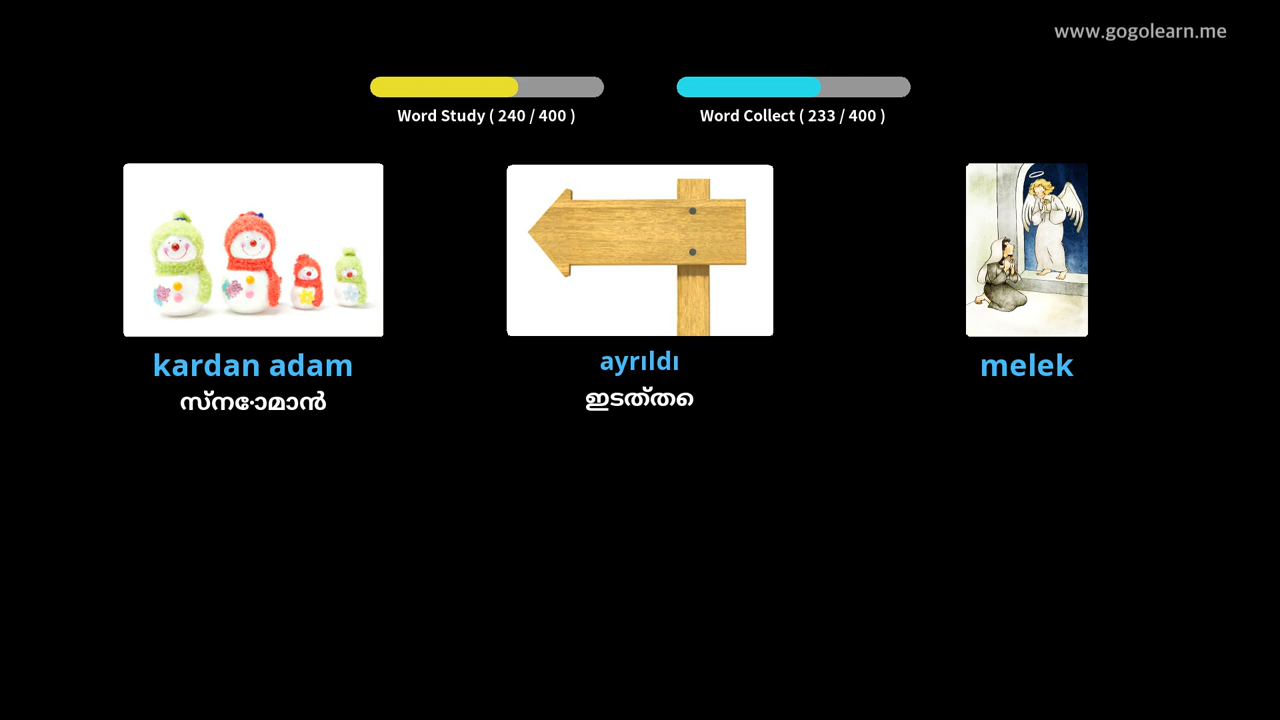 www.gogolearn.me
Word Study ( 240 / 400 )
Word Collect ( 233 / 400 )
kardan adam
സ്നോമാൻ
ayrıldı
ഇടത്തെ
melek